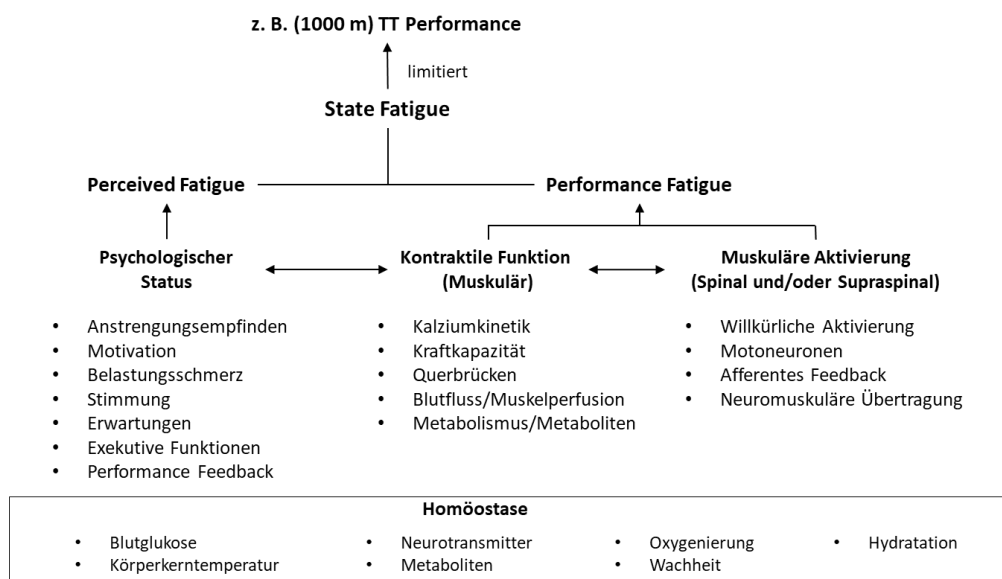 z. B. (1000 m) TT Performance
limitiert
State Fatigue
Perceived Fatigue
Performance Fatigue
Psychologischer
Status
Kontraktile Funktion
(Muskulär)
Muskuläre Aktivierung
(Spinal und/oder Supraspinal)
• Anstrengungsempfinden
• Motivation
• Belastungsschmerz
• Stimmung
• Erwartungen
• Exekutive Funktionen
• Performance Feedback
• Kalziumkinetik
• Kraftkapazität
• Querbrücken
• Blutfluss/Muskelperfusion
• Metabolismus/Metaboliten
• Willkürliche Aktivierung
• Motoneuronen
• Afferentes Feedback
• Neuromuskuläre Übertragung
Homöostase
• Blutglukose
• Körperkerntemperatur
• Neurotransmitter
• Metaboliten
• Oxygenierung
• Wachheit
• Hydratation